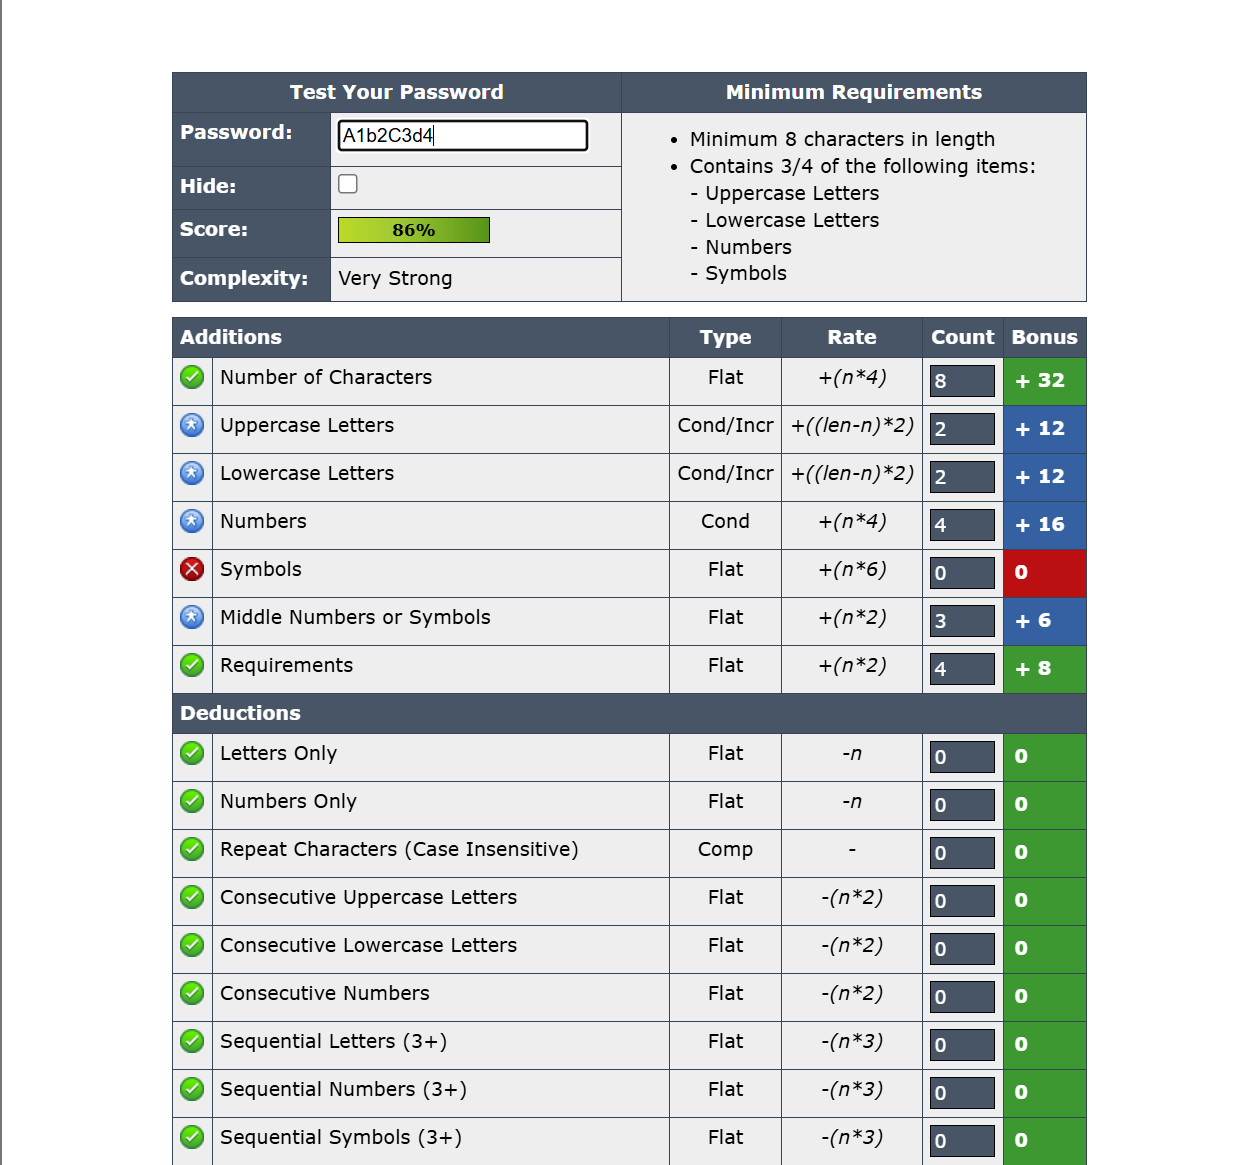 Test Your Password Minimum Requirements
Password: A1b2C3d4
• Minimum 8 characters in length
• Contains 3/4 of the following items:
- Uppercase Letters
- Lowercase Letters
- Numbers
- Symbols
Hide:
Score: 86%
Complexity: Very Strong
Additions Type Rate Count Bonus
Number of Characters Flat +(n*4) 8 + 32
Uppercase Letters Cond/Incr +((len-n)*2) 2 + 12
Lowercase Letters Cond/Incr +((len-n)*2) 2 + 12
Numbers Cond +(n*4) 4 + 16
Symbols Flat +(n*6) 0 0
Middle Numbers or Symbols Flat +(n*2) 3 + 6
Requirements Flat +(n*2) 4 + 8
Deductions
Letters Only Flat -n 0 0
Numbers Only Flat -n 0 0
Repeat Characters (Case Insensitive) Comp - 0 0
Consecutive Uppercase Letters Flat -(n*2) 0 0
Consecutive Lowercase Letters Flat -(n*2) 0 0
Consecutive Numbers Flat -(n*2) 0 0
Sequential Letters (3+) Flat -(n*3) 0 0
Sequential Numbers (3+) Flat -(n*3) 0 0
Sequential Symbols (3+) Flat -(n*3) 0 0